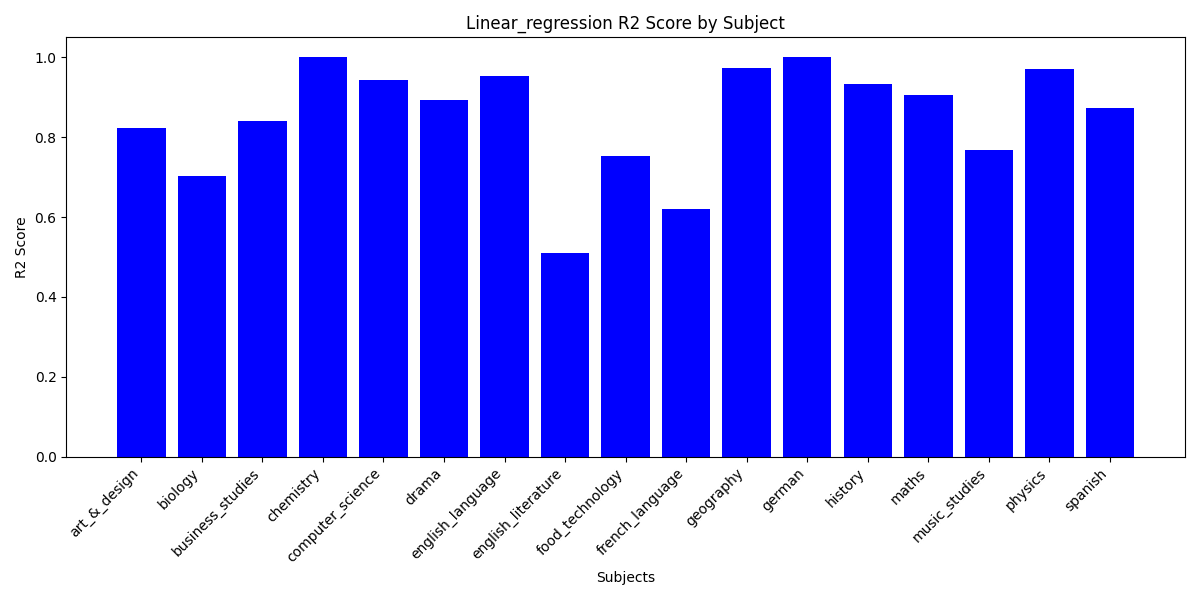 Linear_regression R2 Score by Subject
1.0
0.8
0.6
0.4
0.2
0.0
R2 Score
art_&_design
biology
business_studies
chemistry
computer_science
drama
english_language
english_literature
food_technology
french_language
geography
german
history
maths
music_studies
physics
spanish
Subjects